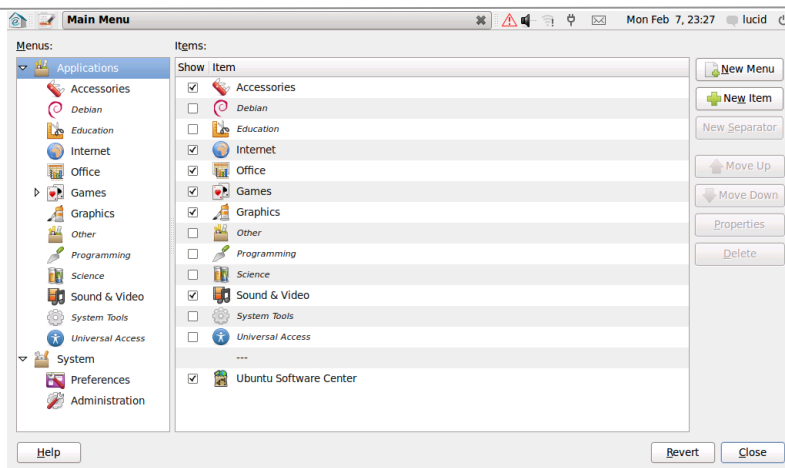 Main Menu
Mon Feb 7, 23:27 lucid
Menus: Items:
Applications
Accessories
Debian
Education
Internet
Office
Games
Graphics
Other
Programming
Science
Sound & Video
System Tools
Universal Access
System
Preferences
Administration
Show Item
Accessories
Debian
Education
Internet
Office
Games
Graphics
Other
Programming
Science
Sound & Video
System Tools
Universal Access
---
Ubuntu Software Center
New Menu
New Item
New Separator
Move Up
Move Down
Properties
Delete
Help Revert Close